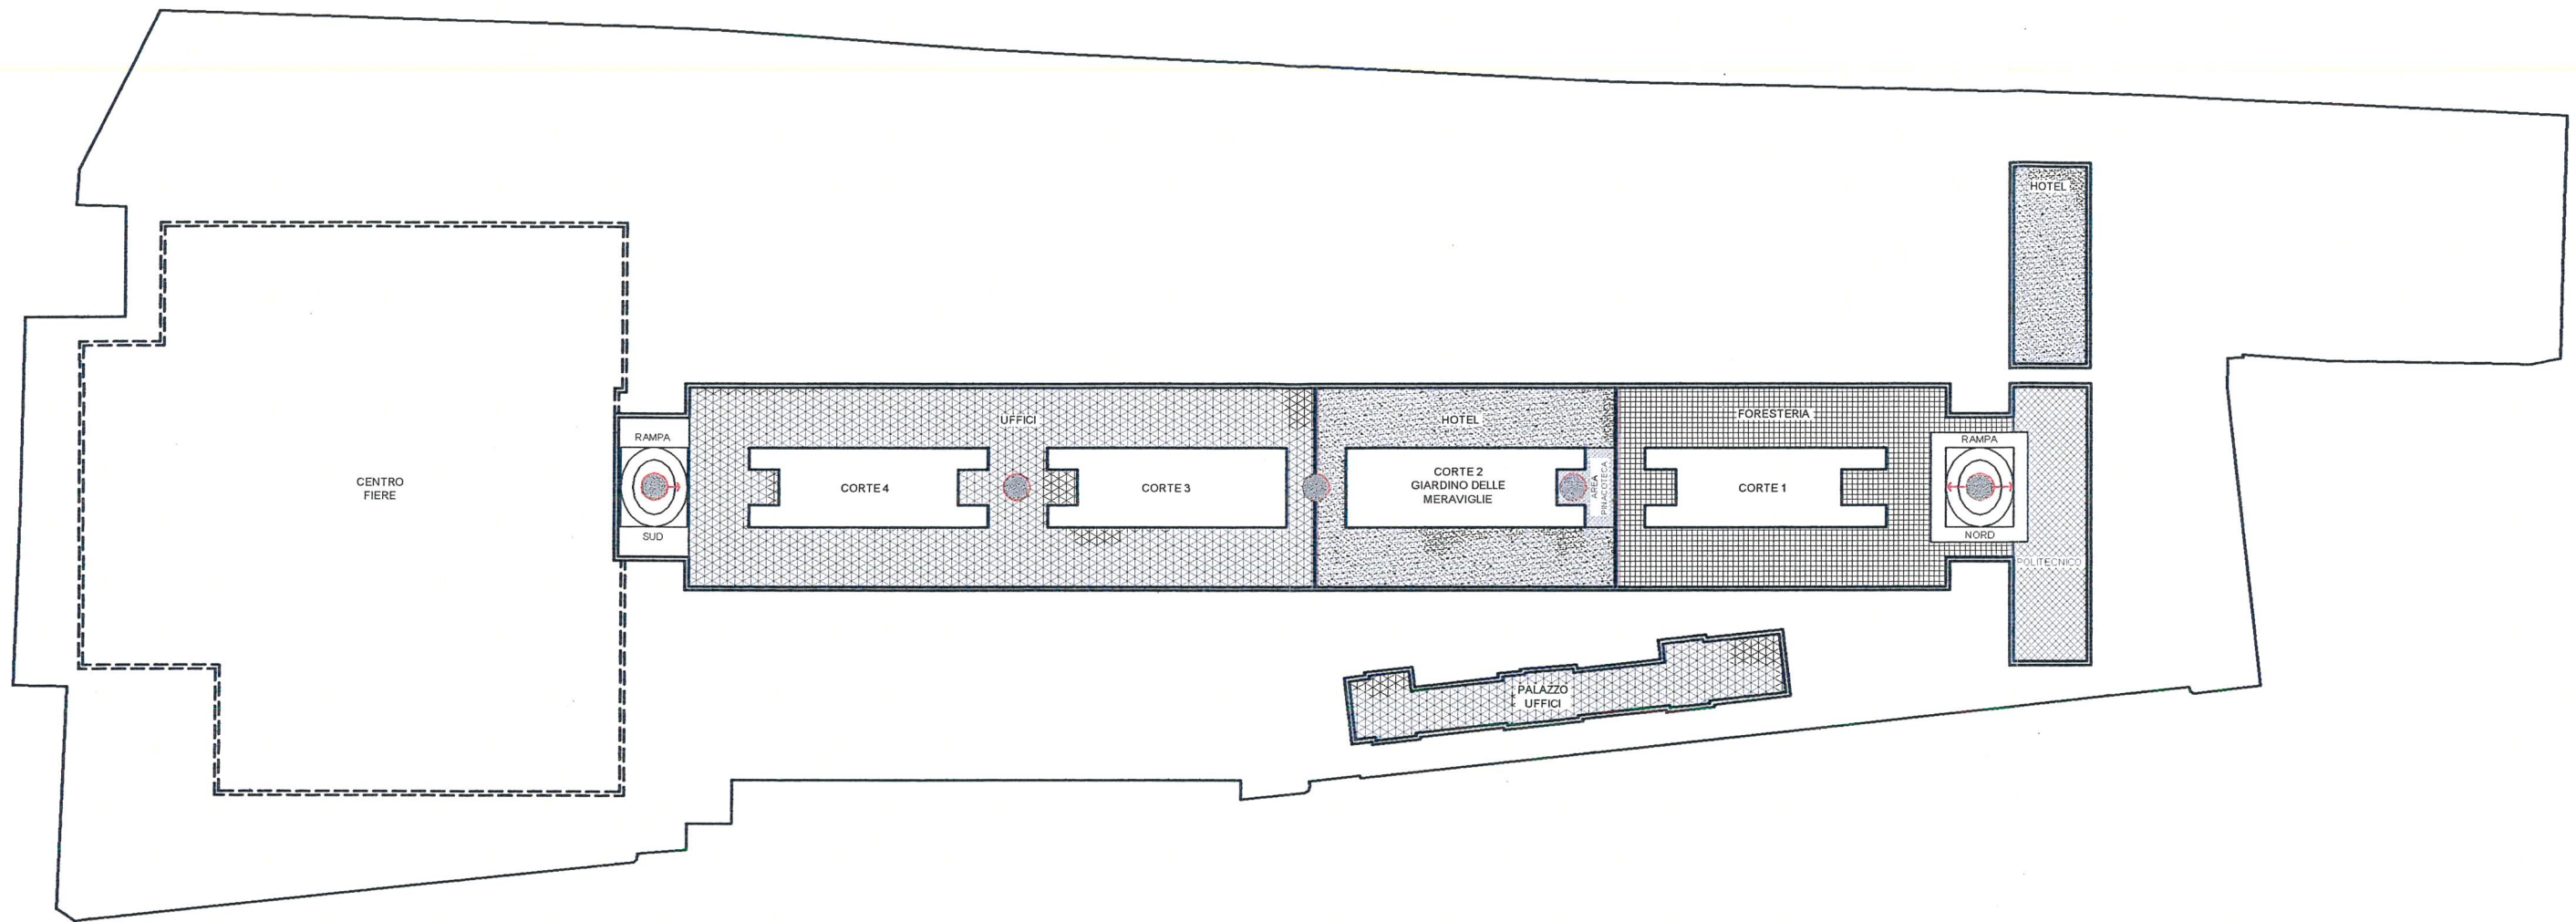 HOTEL
UFFICI
HOTEL
FORESTERIA
RAMPA
SUD
CENTRO
FIERE
CORTE 4
CORTE 3
CORTE 2
GIARDINO DELLE
MERAVIGLIE
AREA
PINACOTECA
CORTE 1
RAMPA
NORD
POLITECNICO
PALAZZO
UFFICI